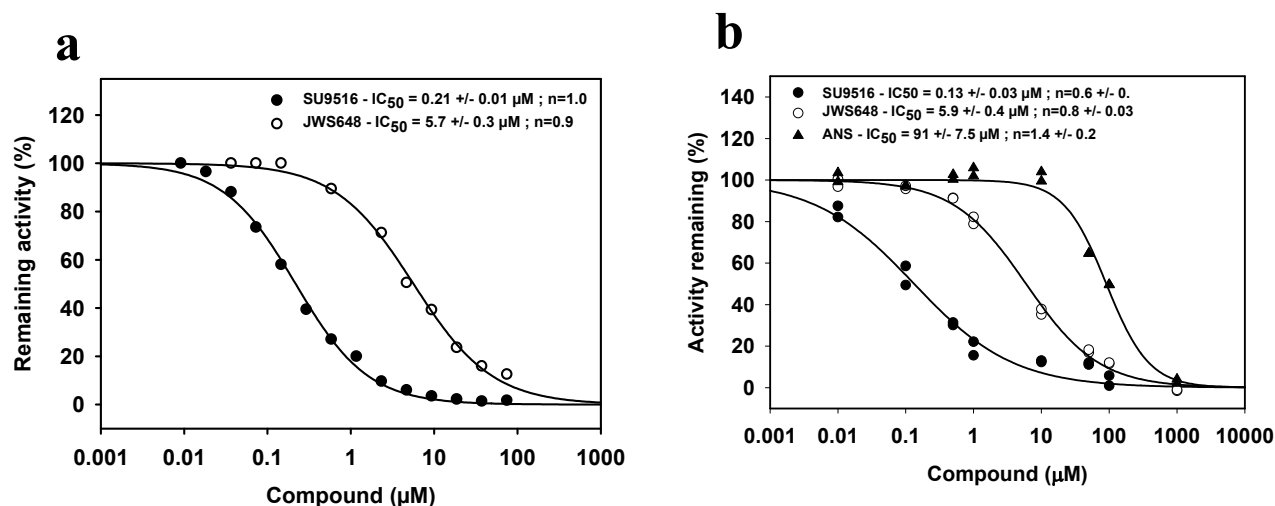 a
120
100
80
60
40
20
0
Remaining activity (%)
SU9516 - IC50 = 0.21 +/- 0.01 µM ; n=1.0
JWS648 - IC50 = 5.7 +/- 0.3 µM ; n=0.9
0.001 0.01 0.1 1 10 100 1000
Compound (µM)
b
140
120
100
80
60
40
20
0
Activity remaining (%)
SU9516 - IC50 = 0.13 +/- 0.03 µM ; n=0.6 +/- 0.
JWS648 - IC50 = 5.9 +/- 0.4 µM ; n=0.8 +/- 0.03
ANS - IC50 = 91 +/- 7.5 µM ; n=1.4 +/- 0.2
0.001 0.01 0.1 1 10 100 1000 10000
Compound (µM)